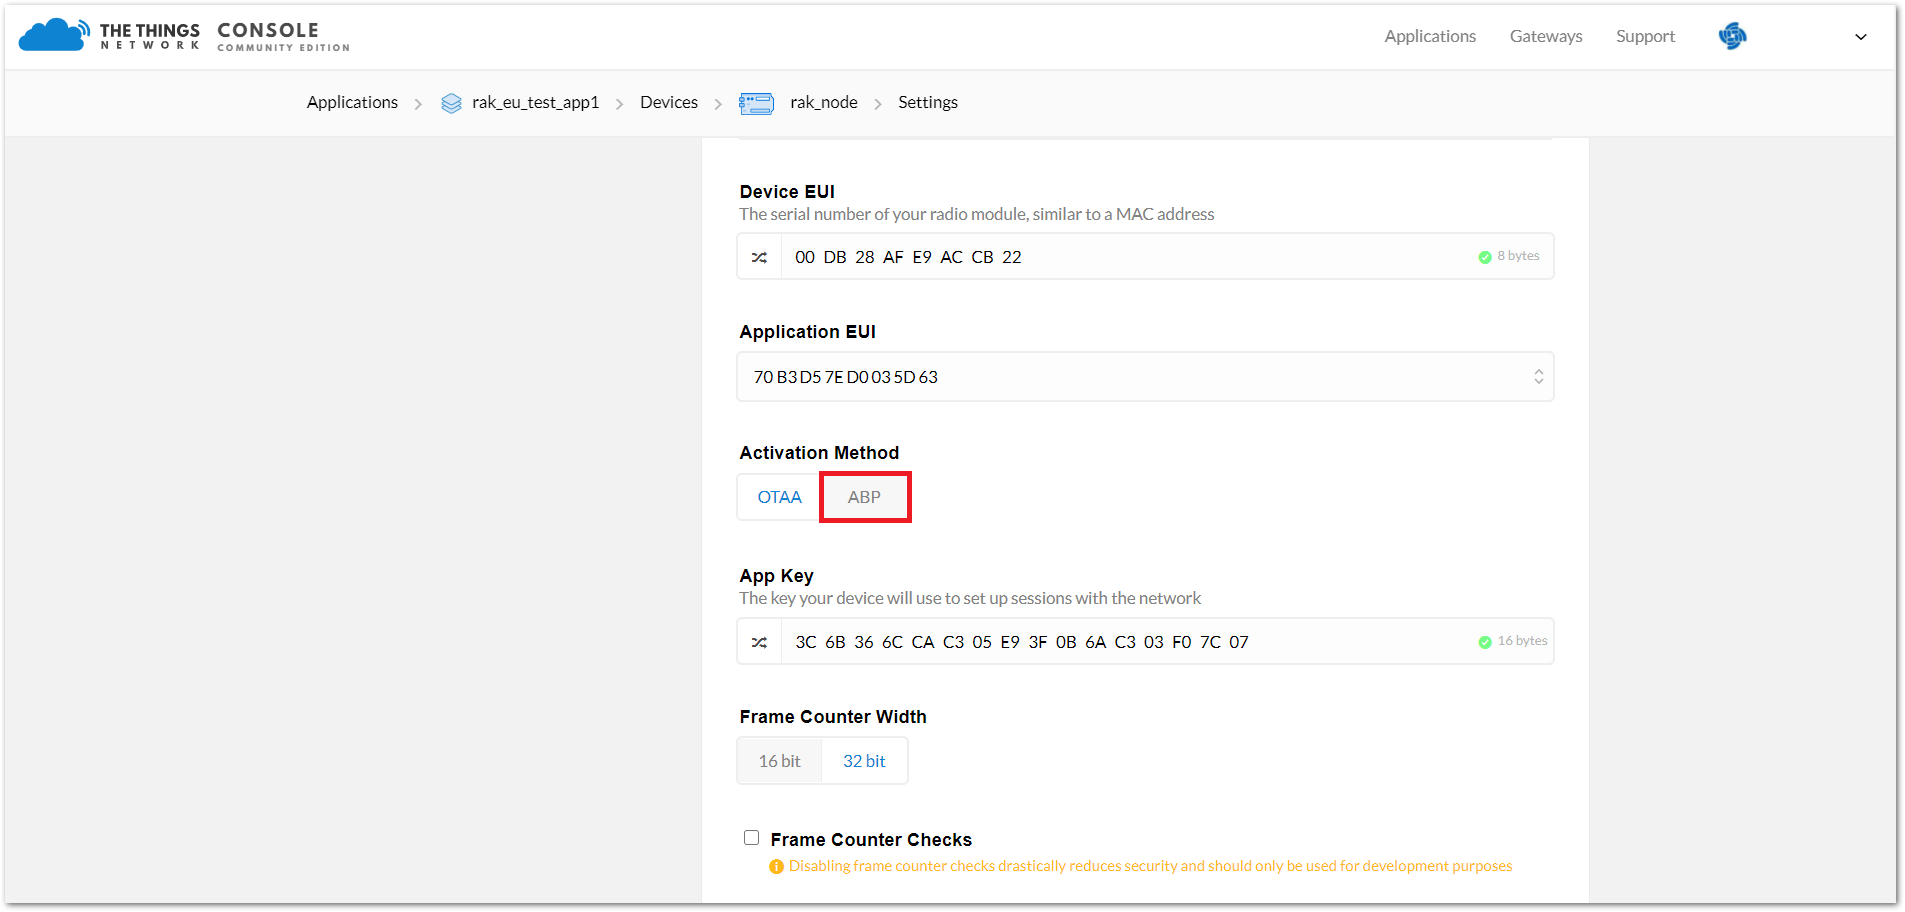 THE THINGS NETWORK CONSOLE COMMUNITY EDITION
Applications Gateways Support
Applications rak_eu_test_app1 Devices rak_node Settings
Device EUI
The serial number of your radio module, similar to a MAC address
00 DB 28 AF E9 AC CB 22 8 bytes
Application EUI
70 B3 D5 7E D0 03 5D 63
Activation Method
OTAA ABP
App Key
The key your device will use to set up sessions with the network
3C 6B 36 6C CA C3 05 E9 3F 0B 6A C3 03 F0 7C 07 16 bytes
Frame Counter Width
16 bit 32 bit
Frame Counter Checks
Disabling frame counter checks drastically reduces security and should only be used for development purposes